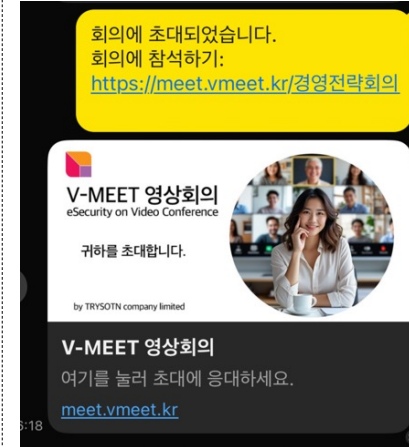 회의에 초대되었습니다.
회의에 참석하기:
https://meet.vmeet.kr/경영전략회의
V-MEET 영상회의
eSecurity on Video Conference
귀하를 초대합니다.
by TRYSOTN company limited
V-MEET 영상회의
여기를 눌러 초대에 응대하세요.
meet.vmeet.kr
5:18